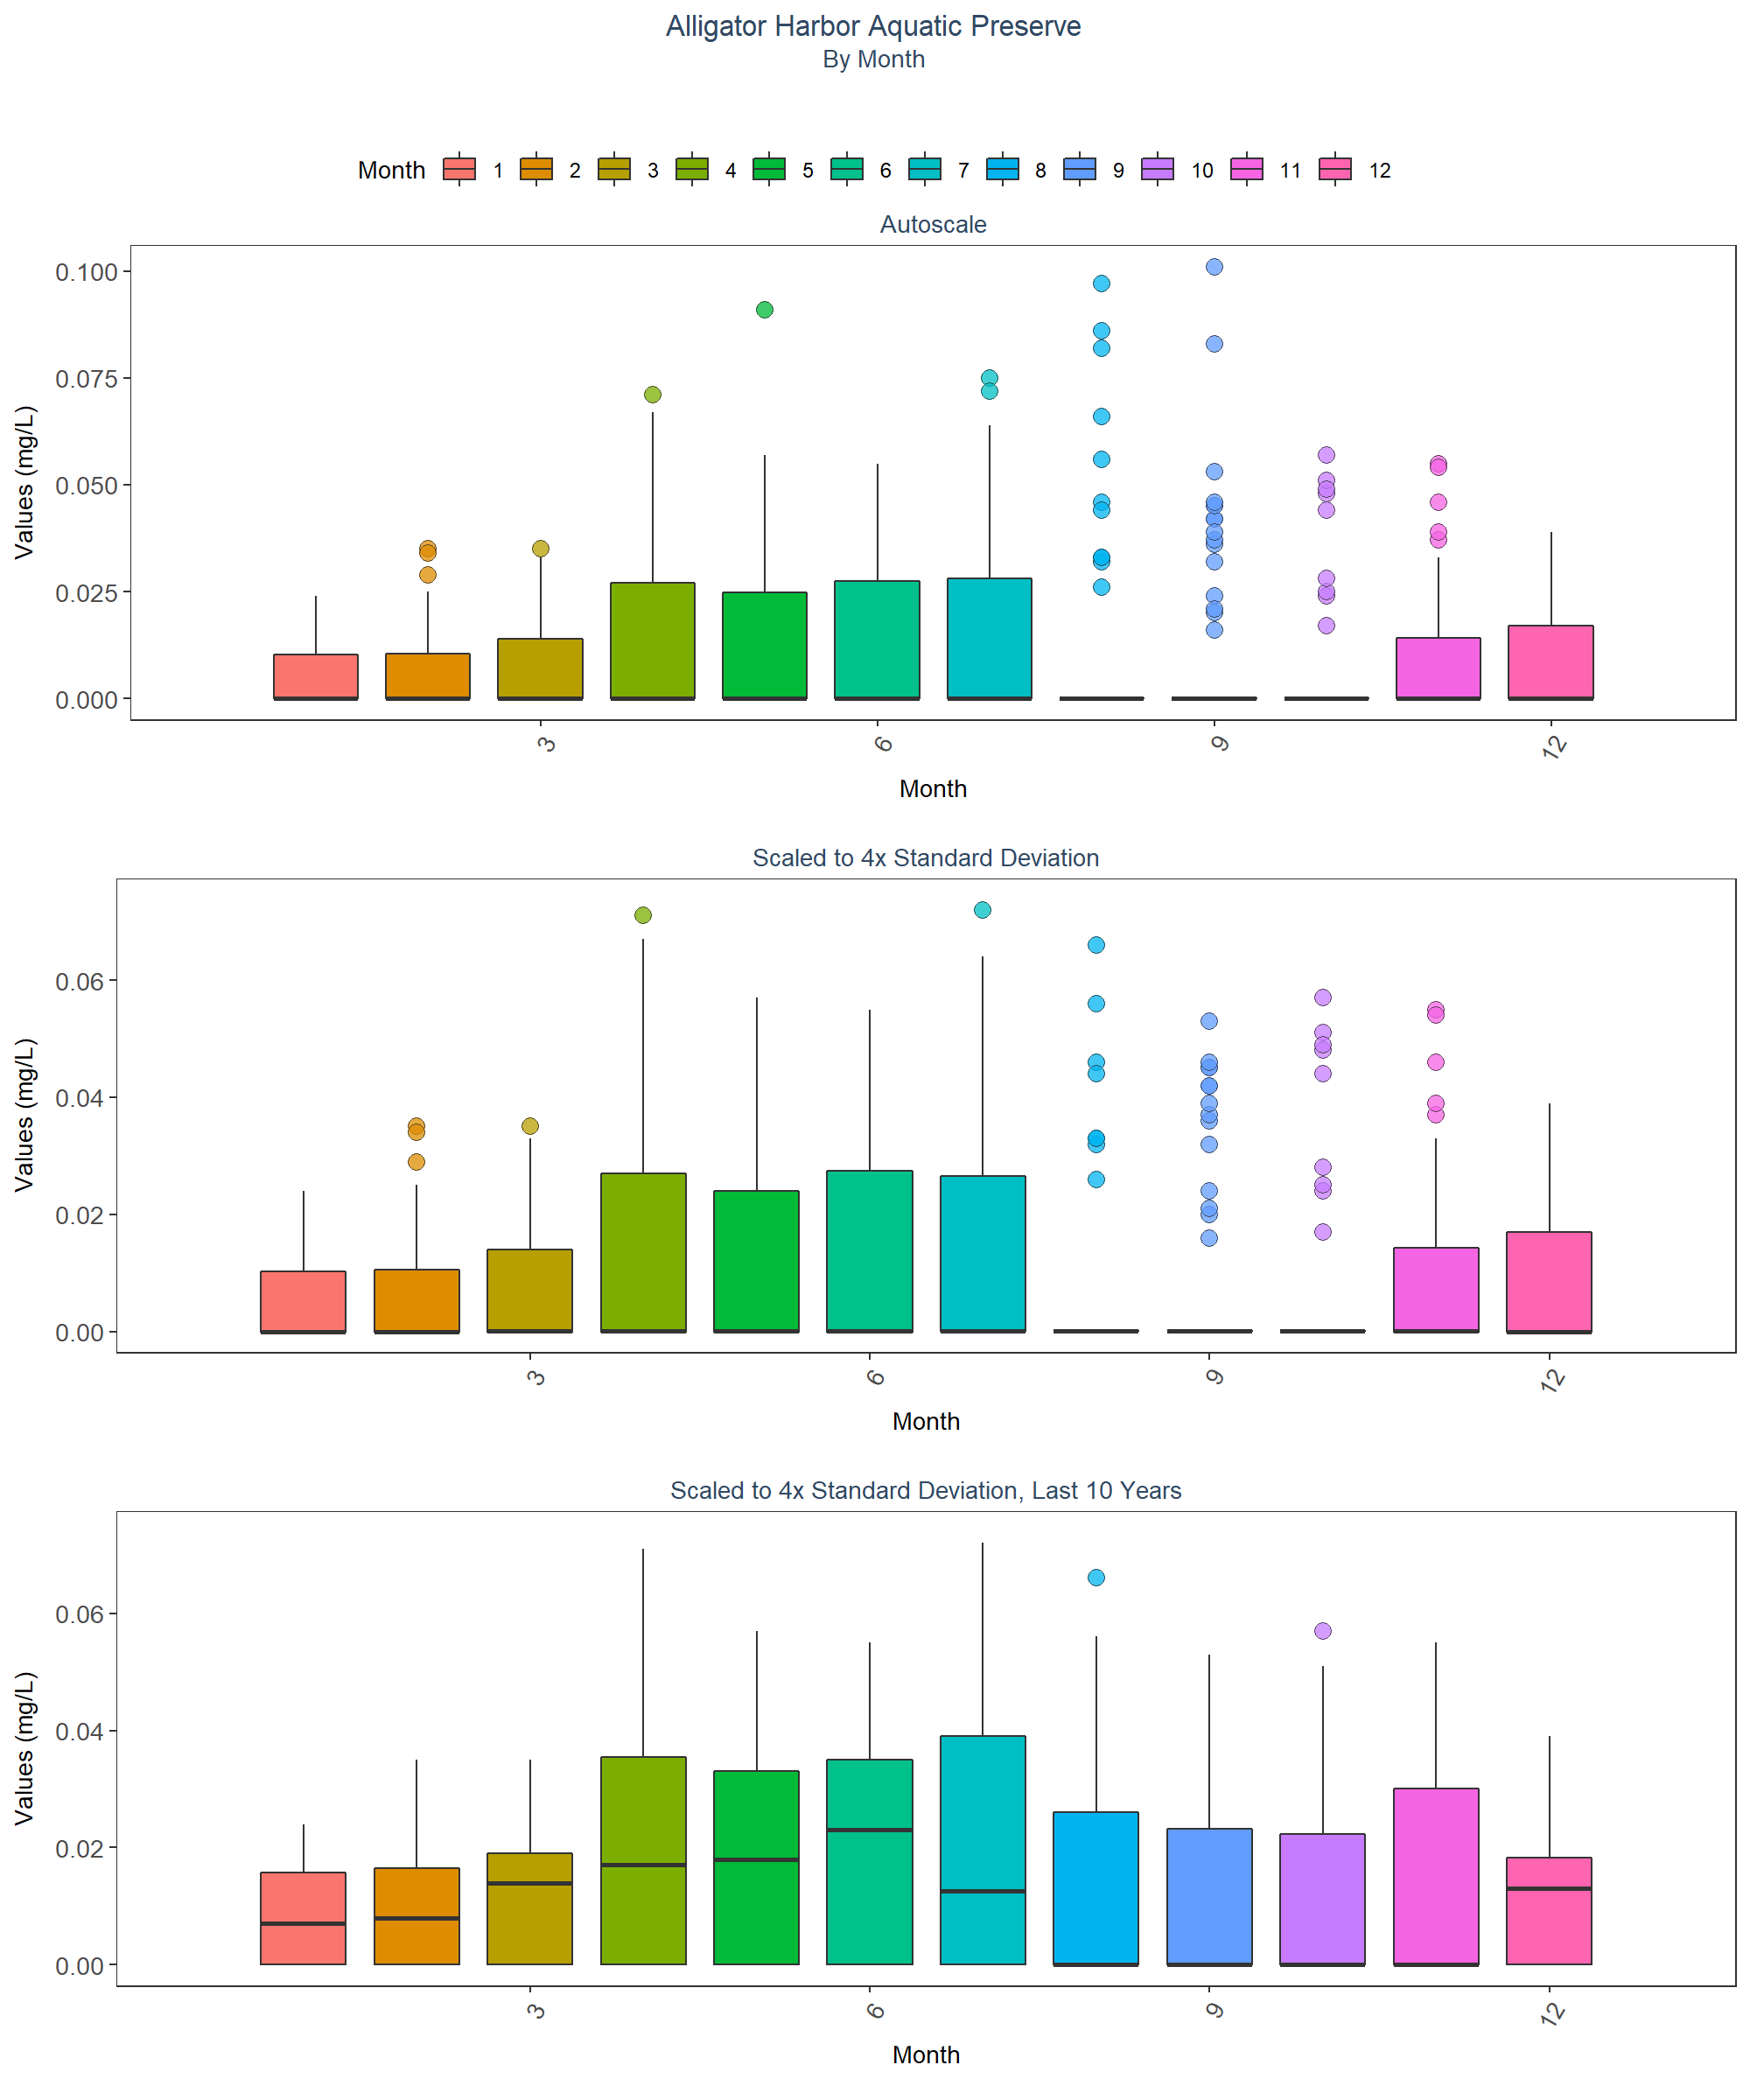 Alligator Harbor Aquatic Preserve
By Month
Month 1 2 3 4 5 6 7 8 9 10 11 12
Autoscale
Values (mg/L)
0.100
0.075
0.050
0.025
0.000
3 6 9 12
Month
Scaled to 4x Standard Deviation
Values (mg/L)
0.06
0.04
0.02
0.00
3 6 9 12
Month
Scaled to 4x Standard Deviation, Last 10 Years
Values (mg/L)
0.06
0.04
0.02
0.00
3 6 9 12
Month